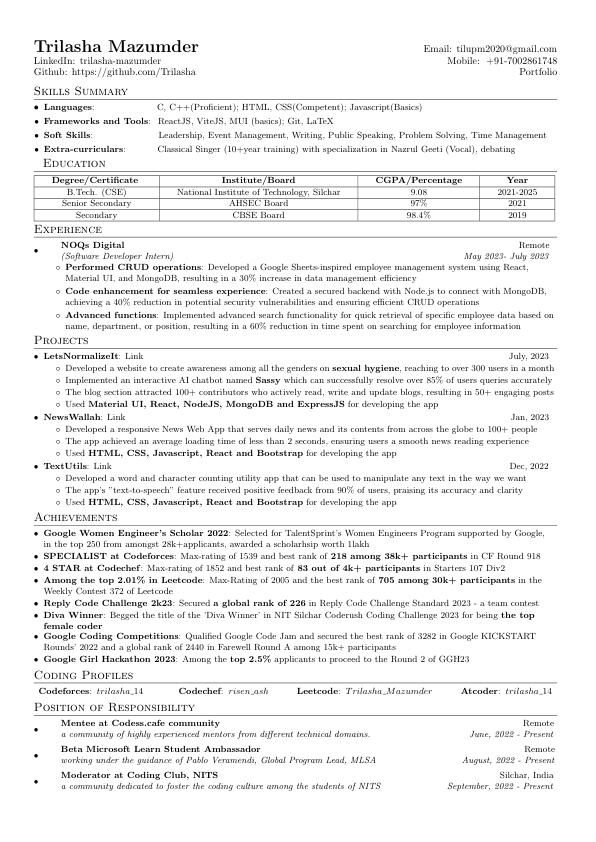 Trilasha Mazumder
Email: tilupm2020@gmail.com
LinkedIn: trilasha-mazumder
Mobile: +91-7002861748
Github: https://github.com/Trilasha
Portfolio
Skills Summary
• Languages: C, C++(Proficient); HTML, CSS(Competent); Javascript(Basics)
• Frameworks and Tools: ReactJS, ViteJS, MUI (basics); Git, LaTeX
• Soft Skills: Leadership, Event Management, Writing, Public Speaking, Problem Solving, Time Management
• Extra-curriculars: Classical Singer (10+year training) with specialization in Nazrul Geeti (Vocal), debating
Education
Degree/Certificate Institute/Board CGPA/Percentage Year
B.Tech. (CSE) National Institute of Technology, Silchar 9.08 2021-2025
Senior Secondary AHSEC Board 97% 2021
Secondary CBSE Board 98.4% 2019
Experience
• NOQs Digital Remote
(Software Developer Intern) May 2023- July 2023
◦ Performed CRUD operations: Developed a Google Sheets-inspired employee management system using React,
Material UI, and MongoDB, resulting in a 30% increase in data management efficiency
◦ Code enhancement for seamless experience: Created a secured backend with Node.js to connect with MongoDB,
achieving a 40% reduction in potential security vulnerabilities and ensuring efficient CRUD operations
◦ Advanced functions: Implemented advanced search functionality for quick retrieval of specific employee data based on
name, department, or position, resulting in a 60% reduction in time spent on searching for employee information
Projects
• LetsNormalizeIt: Link July, 2023
◦ Developed a website to create awareness among all the genders on sexual hygiene, reaching to over 300 users in a month
◦ Implemented an interactive AI chatbot named Sassy which can successfully resolve over 85% of users queries accurately
◦ The blog section attracted 100+ contributors who actively read, write and update blogs, resulting in 50+ engaging posts
◦ Used Material UI, React, NodeJS, MongoDB and ExpressJS for developing the app
• NewsWallah: Link Jan, 2023
◦ Developed a responsive News Web App that serves daily news and its contents from across the globe to 100+ people
◦ The app achieved an average loading time of less than 2 seconds, ensuring users a smooth news reading experience
◦ Used HTML, CSS, Javascript, React and Bootstrap for developing the app
• TextUtils: Link Dec, 2022
◦ Developed a word and character counting utility app that can be used to manipulate any text in the way we want
◦ The app's "text-to-speech" feature received positive feedback from 90% of users, praising its accuracy and clarity
◦ Used HTML, CSS, Javascript, React and Bootstrap for developing the app
Achievements
• Google Women Engineer's Scholar 2022: Selected for TalentSprint's Women Engineers Program supported by Google,
in the top 250 from amongst 28k+applicants, awarded a scholarhsip worth 1lakh
• SPECIALIST at Codeforces: Max-rating of 1539 and best rank of 218 among 38k+ participants in CF Round 918
• 4 STAR at Codechef: Max-rating of 1852 and best rank of 83 out of 4k+ participants in Starters 107 Div2
• Among the top 2.01% in Leetcode: Max-Rating of 2005 and the best rank of 705 among 30k+ participants in the
Weekly Contest 372 of Leetcode
• Reply Code Challenge 2k23: Secured a global rank of 226 in Reply Code Challenge Standard 2023 - a team contest
• Diva Winner: Begged the title of the 'Diva Winner' in NIT Silchar Coderush Coding Challenge 2023 for being the top
female coder
• Google Coding Competitions: Qualified Google Code Jam and secured the best rank of 3282 in Google KICKSTART
Rounds' 2022 and a global rank of 2440 in Farewell Round A among 15k+ participants
• Google Girl Hackathon 2023: Among the top 2.5% applicants to proceed to the Round 2 of GGH23
Coding Profiles
Codeforces: trilasha_14 Codechef: risen_ash Leetcode: Trilasha_Mazumder Atcoder: trilasha_14
Position of Responsibility
• Mentee at Codess.cafe community Remote
a community of highly experienced mentors from different technical domains. June, 2022 - Present
• Beta Microsoft Learn Student Ambassador Remote
working under the guidance of Pablo Veramendi, Global Program Lead, MLSA August, 2022 - Present
• Moderator at Coding Club, NITS Silchar, India
a community dedicated to foster the coding culture among the students of NITS September, 2022 - Present